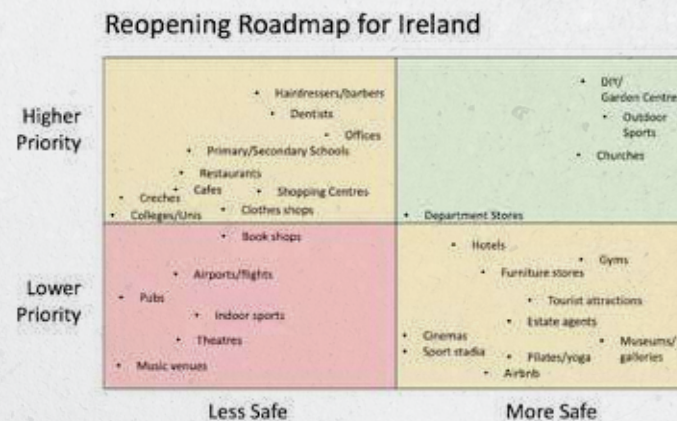 Reopening Roadmap for Ireland
Higher
Priority
Hairdressers/barbers
Dentists
Offices
Primary/Secondary Schools
Restaurants
Cafes
Shopping Centres
Creches
Clothes shops
Colleges/Unis
DIY/
Garden Centre
Outdoor
Sports
Churches
Department Stores
Lower
Priority
Book shops
Airports/flights
Pubs
Indoor sports
Theatres
Music venues
Hotels
Gyms
Furniture stores
Tourist attractions
Estate agents
Cinemas
Museums/
galleries
Sport stadia
Pilates/yoga
Airbnb
Less Safe
More Safe